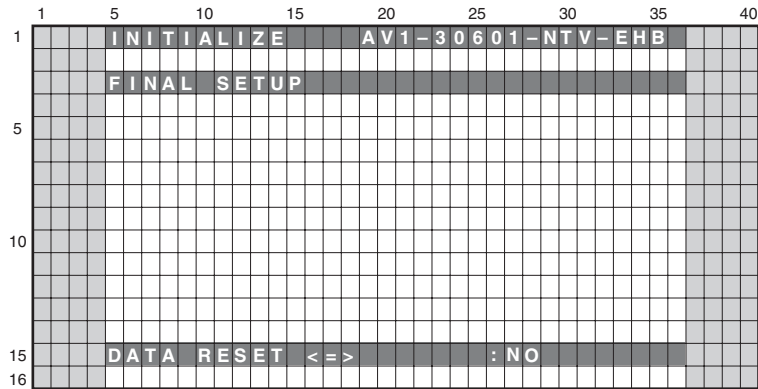 1 5 10 15 20 25 30 35 40
1 INITIALIZE AV1–30601–NTV–EHB
FINAL SETUP
5
10
15 DATA RESET <=> :NO
16